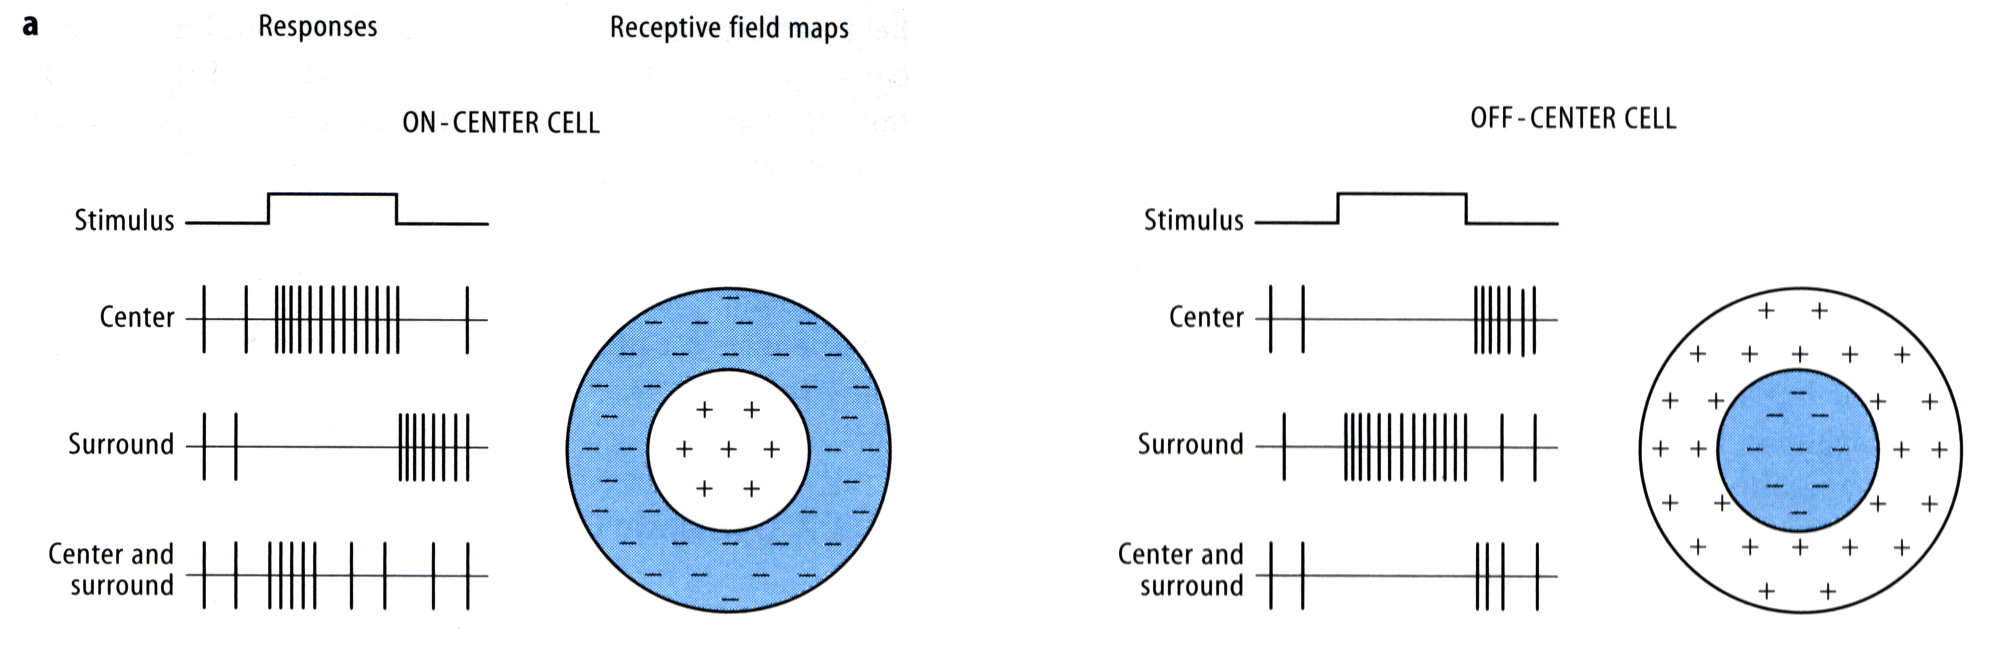 a
Responses
Receptive field maps
ON-CENTER CELL
Stimulus
Center
Surround
Center and
surround
OFF-CENTER CELL
Stimulus
Center
Surround
Center and
surround